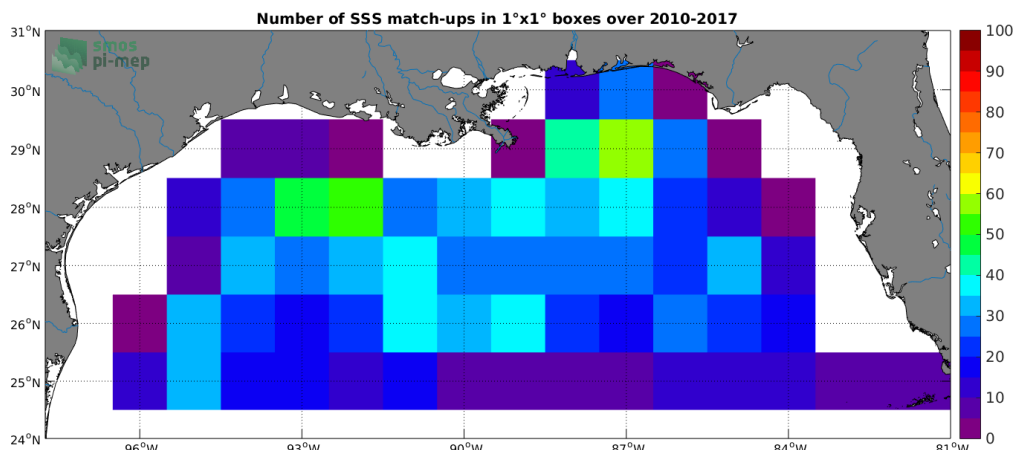 Number of SSS match-ups in 1°x1° boxes over 2010-2017
smos
pi-mep
31°N
30°N
29°N
28°N
27°N
26°N
25°N
24°N
96°W
93°W
90°W
87°W
84°W
81°W
100
90
80
70
60
50
40
30
20
10
0